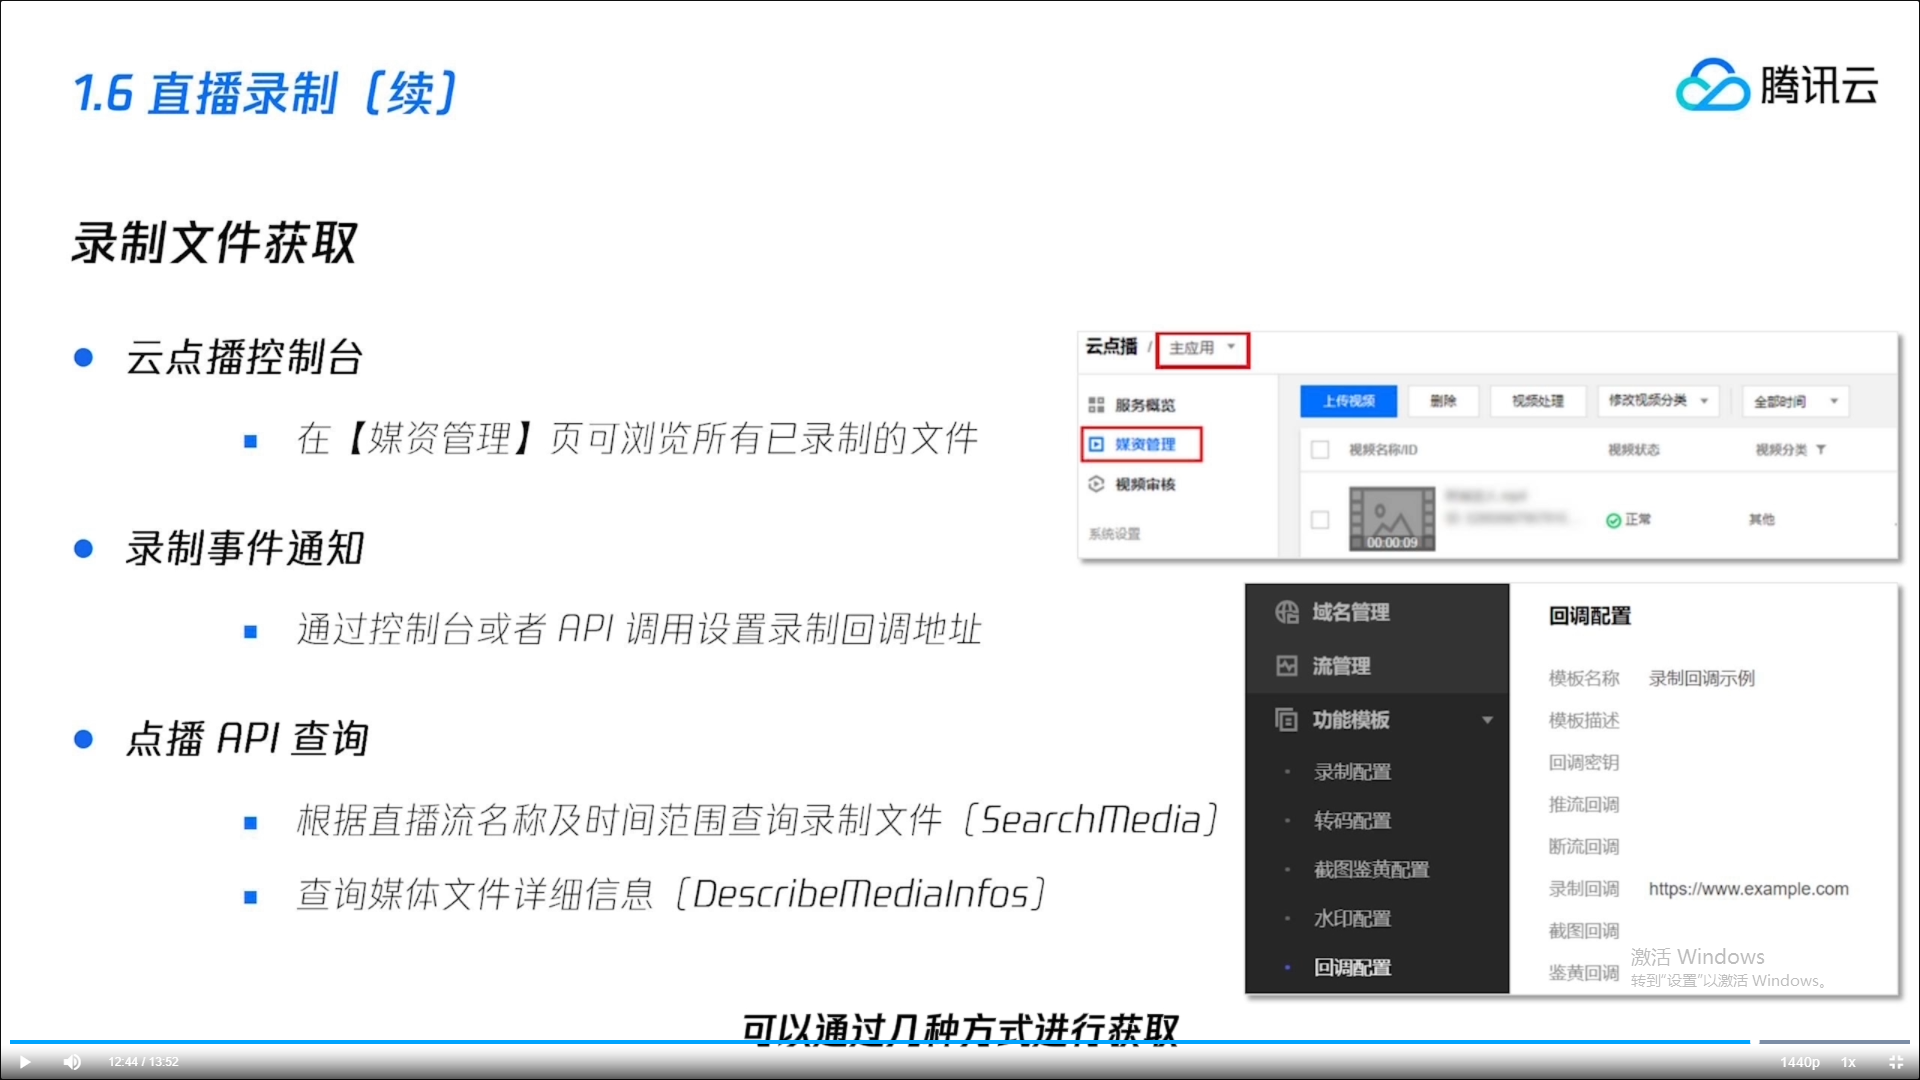 1.6 直播录制（续）
腾讯云
录制文件获取
云点播控制台
在【媒资管理】页可浏览所有已录制的文件
录制事件通知
通过控制台或者 API 调用设置录制回调地址
点播 API 查询
根据直播流名称及时间范围查询录制文件（SearchMedia）
查询媒体文件详细信息（DescribeMediaInfos）
云点播 / 主应用
服务概览
媒资管理
视频审核
系统设置
上传视频 删除 视频处理 修改视频分类 全部时间
视频名称/ID 视频状态 视频分类
00:00:09 正常 其他
域名管理
流管理
功能模板
录制配置
转码配置
截图鉴黄配置
水印配置
回调配置
回调配置
模板名称 录制回调示例
模板描述
回调密钥
推流回调
断流回调
录制回调 https://www.example.com
截图回调
鉴黄回调
激活 Windows
转到“设置”以激活 Windows。
可以通过几种方式进行获取
12:44 / 13:52
1440p 1x